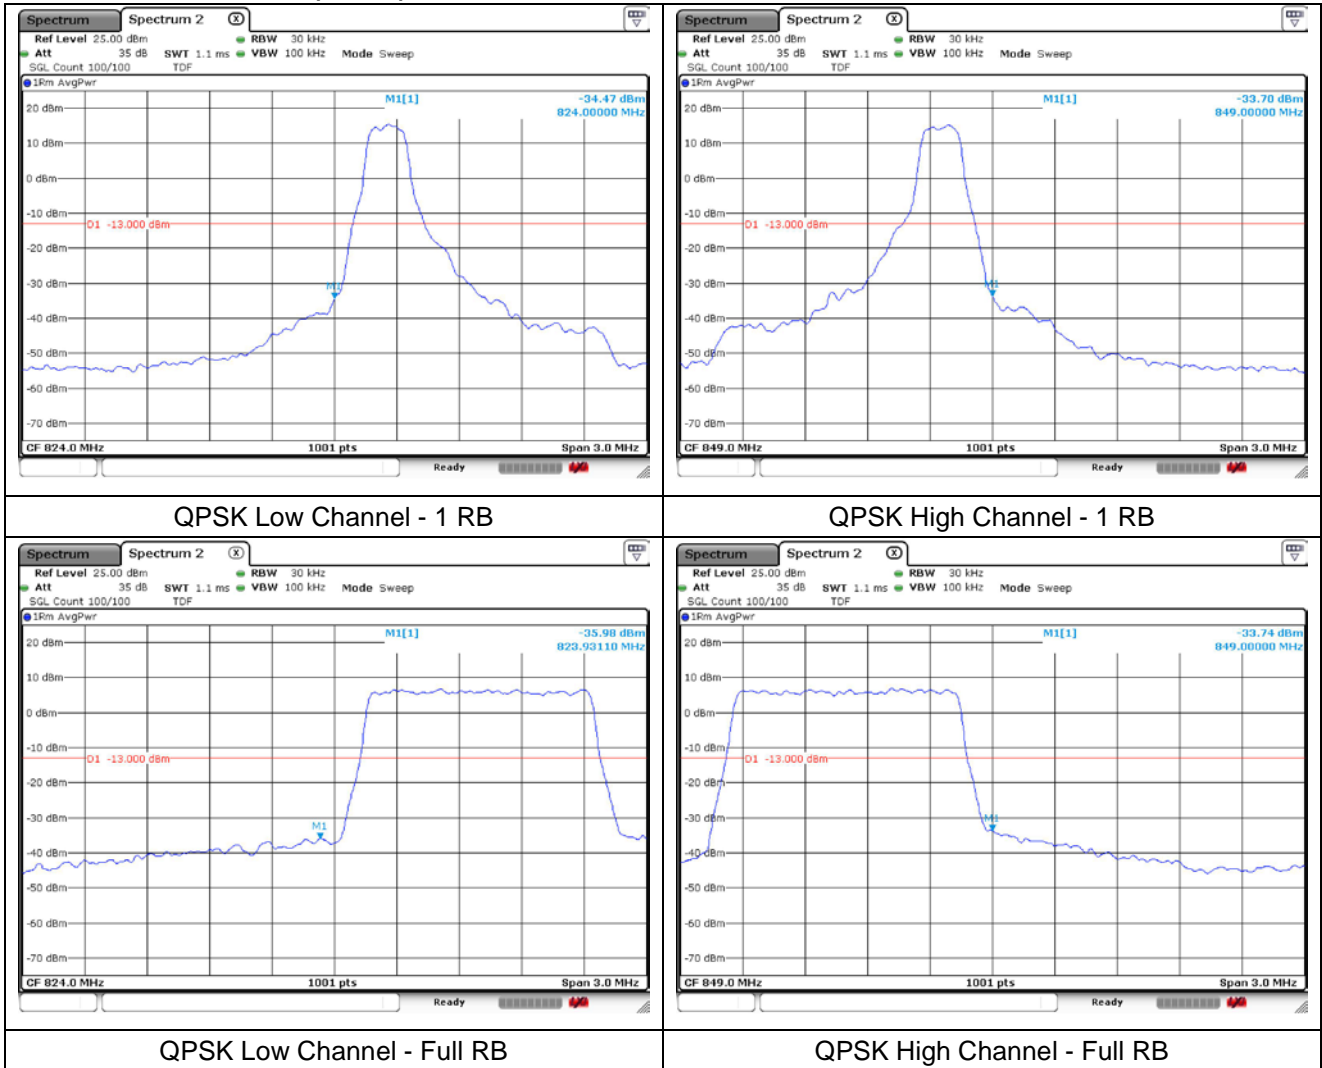 Spectrum Spectrum 2 X
Ref Level 25.00 dBm RBW 30 kHz
Att 35 dB SWT 1.1 ms VBW 100 kHz Mode Sweep
SGL Count 100/100 TDF
1Rm AvgPwr
M1[1] -34.47 dBm
824.00000 MHz
20 dBm
10 dBm
0 dBm
-10 dBm
D1 -13.000 dBm
-20 dBm
-30 dBm
M1
-40 dBm
-50 dBm
-60 dBm
-70 dBm
CF 824.0 MHz 1001 pts Span 3.0 MHz
Ready
QPSK Low Channel - 1 RB
Spectrum Spectrum 2 X
Ref Level 25.00 dBm RBW 30 kHz
Att 35 dB SWT 1.1 ms VBW 100 kHz Mode Sweep
SGL Count 100/100 TDF
1Rm AvgPwr
M1[1] -33.70 dBm
849.00000 MHz
20 dBm
10 dBm
0 dBm
-10 dBm
D1 -13.000 dBm
-20 dBm
-30 dBm
M1
-40 dBm
-50 dBm
-60 dBm
-70 dBm
CF 849.0 MHz 1001 pts Span 3.0 MHz
Ready
QPSK High Channel - 1 RB
Spectrum Spectrum 2 X
Ref Level 25.00 dBm RBW 30 kHz
Att 35 dB SWT 1.1 ms VBW 100 kHz Mode Sweep
SGL Count 100/100 TDF
1Rm AvgPwr
M1[1] -35.98 dBm
823.93110 MHz
20 dBm
10 dBm
0 dBm
-10 dBm
D1 -13.000 dBm
-20 dBm
-30 dBm
M1
-40 dBm
-50 dBm
-60 dBm
-70 dBm
CF 824.0 MHz 1001 pts Span 3.0 MHz
Ready
QPSK Low Channel - Full RB
Spectrum Spectrum 2 X
Ref Level 25.00 dBm RBW 30 kHz
Att 35 dB SWT 1.1 ms VBW 100 kHz Mode Sweep
SGL Count 100/100 TDF
1Rm AvgPwr
M1[1] -33.74 dBm
849.00000 MHz
20 dBm
10 dBm
0 dBm
-10 dBm
D1 -13.000 dBm
-20 dBm
-30 dBm
M1
-40 dBm
-50 dBm
-60 dBm
-70 dBm
CF 849.0 MHz 1001 pts Span 3.0 MHz
Ready
QPSK High Channel - Full RB